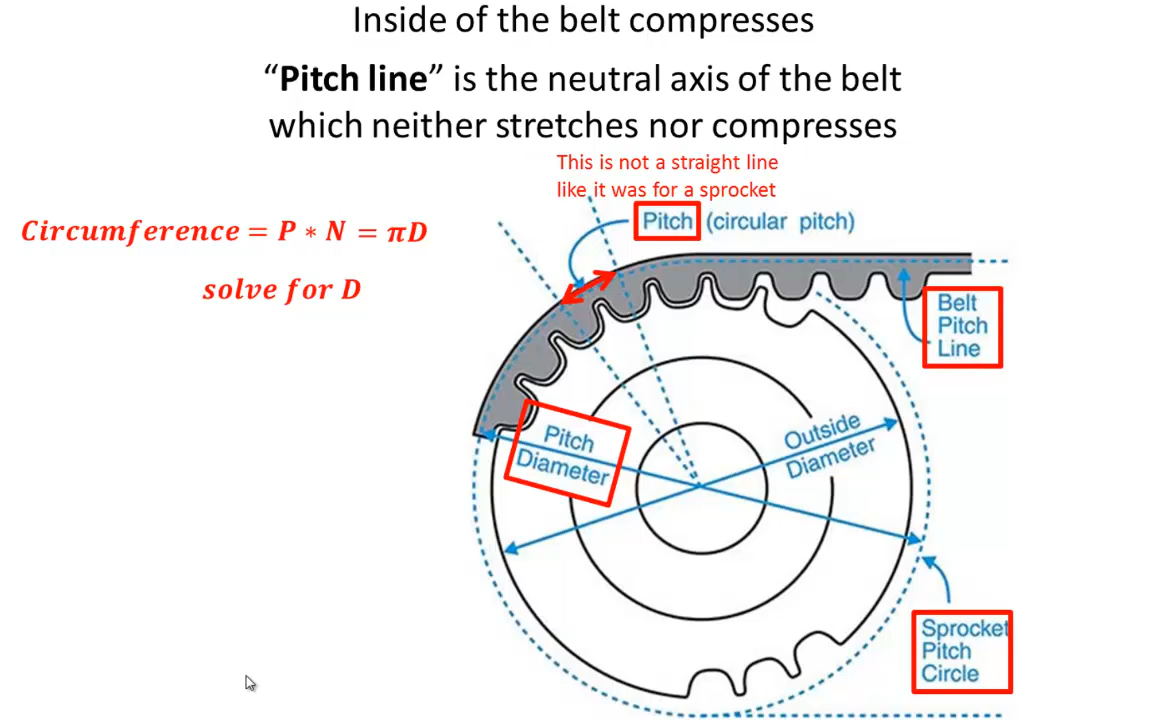 Inside of the belt compresses
“Pitch line” is the neutral axis of the belt
which neither stretches nor compresses
This is not a straight line
like it was for a sprocket
Circumference = P * N = πD
solve for D
Pitch (circular pitch)
Belt
Pitch
Line
Pitch
Diameter
Outside
Diameter
Sprocket
Pitch
Circle